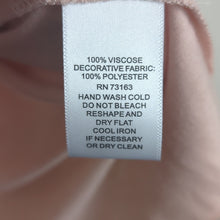 100% VISCOSE
DECORATIVE FABRIC:
100% POLYESTER
RN 73163
HAND WASH COLD
DO NOT BLEACH
RESHAPE AND
DRY FLAT
COOL IRON
IF NECESSARY
OR DRY CLEAN